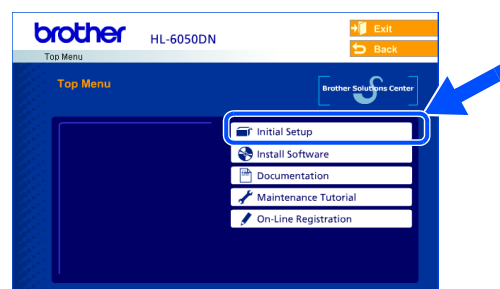 brother
HL-6050DN
Exit
Back
Top Menu
Top Menu
Brother Solutions Center
Initial Setup
Install Software
Documentation
Maintenance Tutorial
On-Line Registration